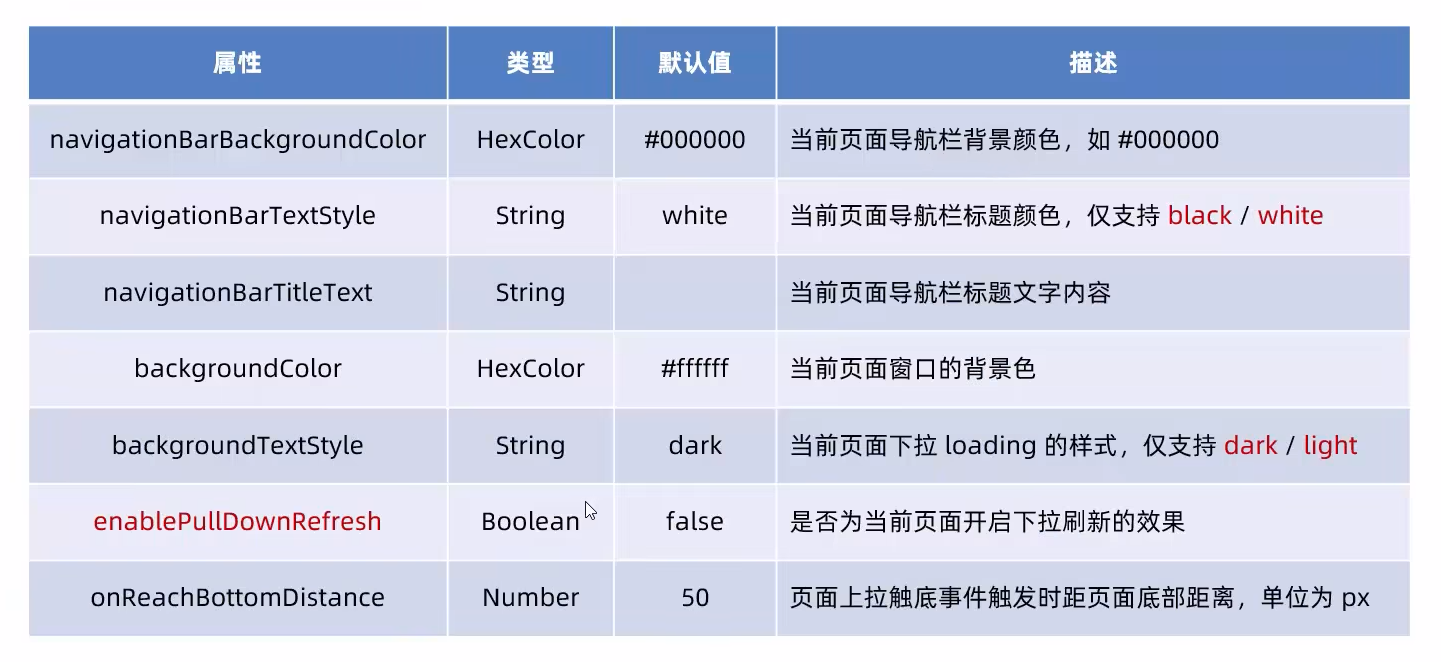 属性 类型 默认值 描述
navigationBarBackgroundColor HexColor #000000 当前页面导航栏背景颜色，如 #000000
navigationBarTextStyle String white 当前页面导航栏标题颜色，仅支持 black / white
navigationBarTitleText String 当前页面导航栏标题文字内容
backgroundColor HexColor #ffffff 当前页面窗口的背景色
backgroundTextStyle String dark 当前页面下拉 loading 的样式，仅支持 dark / light
enablePullDownRefresh Boolean false 是否为当前页面开启下拉刷新的效果
onReachBottomDistance Number 50 页面上拉触底事件触发时距页面底部距离，单位为 px